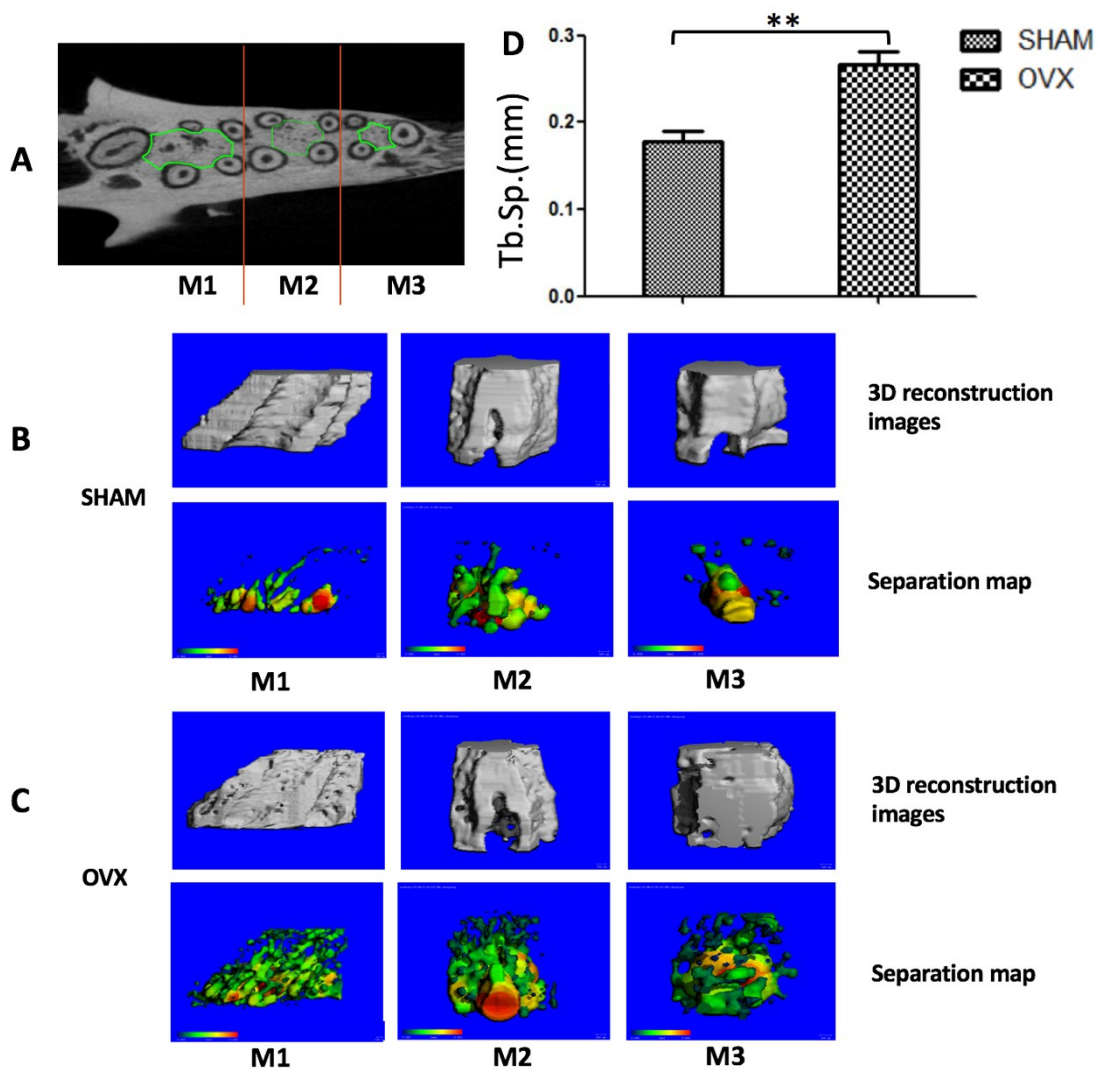 A
M1 M2 M3
D
**
SHAM
OVX
0.3
0.2
0.1
0.0
Tb.Sp.(mm)
B
SHAM
3D reconstruction
images
Separation map
M1 M2 M3
C
OVX
3D reconstruction
images
Separation map
M1 M2 M3